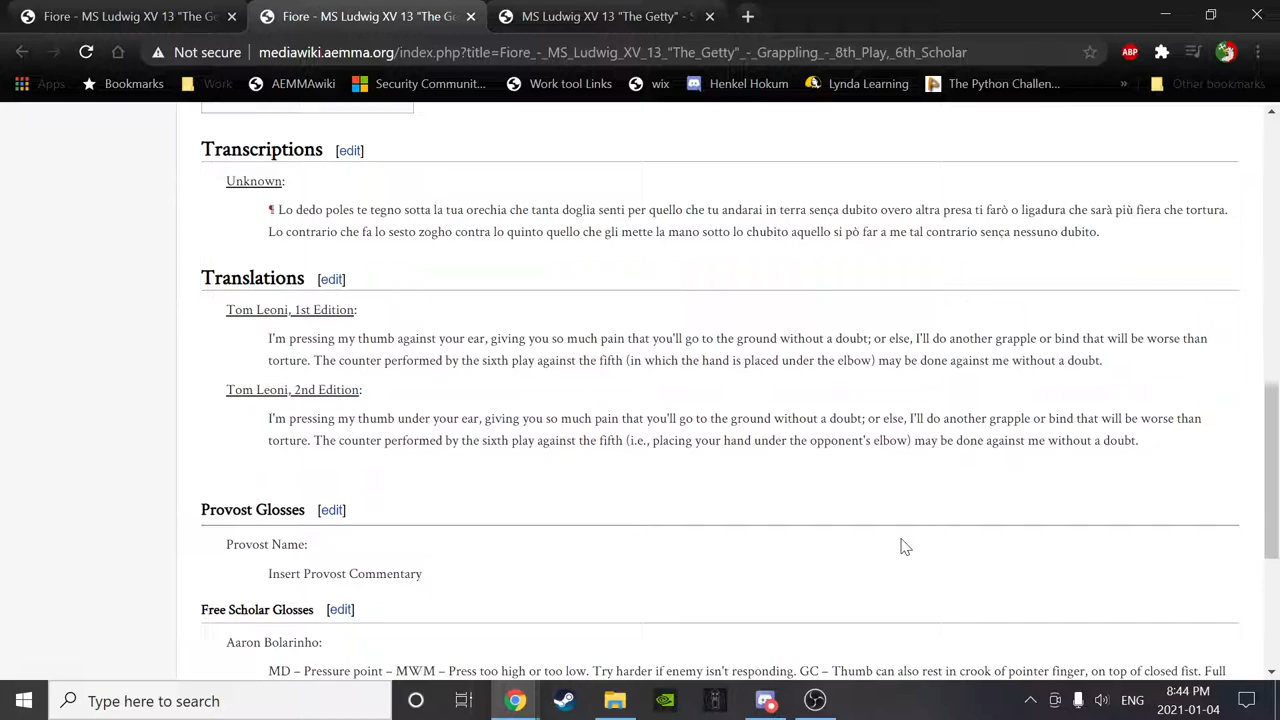 Fiore - MS Ludwig XV 13 "The Ge
Fiore - MS Ludwig XV 13 "The Ge
MS Ludwig XV 13 "The Getty" - S
Not secure mediawiki.aemma.org/index.php?title=Fiore_-_MS_Ludwig_XV_13_"The_Getty"_-_Grappling_-_8th_Play,_6th_Scholar
ABP
Apps Bookmarks Work AEMMAwiki Security Communit... Work tool Links wix Henkel Hokum Lynda Learning The Python Challen... » Other bookmarks
Transcriptions [edit]
Unknown:
¶ Lo dedo poles te tegno sotta la tua orechia che tanta doglia senti per quello che tu andarai in terra sença dubito overo altra presa ti farò o ligadura che sarà più fiera che tortura.
Lo contrario che fa lo sesto zogho contra lo quinto quello che gli mette la mano sotto lo chubito aquello si pò far a me tal contrario sença nessuno dubito.
Translations [edit]
Tom Leoni, 1st Edition:
I'm pressing my thumb against your ear, giving you so much pain that you'll go to the ground without a doubt; or else, I'll do another grapple or bind that will be worse than
torture. The counter performed by the sixth play against the fifth (in which the hand is placed under the elbow) may be done against me without a doubt.
Tom Leoni, 2nd Edition:
I'm pressing my thumb under your ear, giving you so much pain that you'll go to the ground without a doubt; or else, I'll do another grapple or bind that will be worse than
torture. The counter performed by the sixth play against the fifth (i.e., placing your hand under the opponent's elbow) may be done against me without a doubt.
Provost Glosses [edit]
Provost Name:
Insert Provost Commentary
Free Scholar Glosses [edit]
Aaron Bolarinho:
MD – Pressure point – MWM – Press too high or too low. Try harder if enemy isn't responding. GC – Thumb can also rest in crook of pointer finger, on top of closed fist. Full
Type here to search
ENG
8:44 PM
2021-01-04